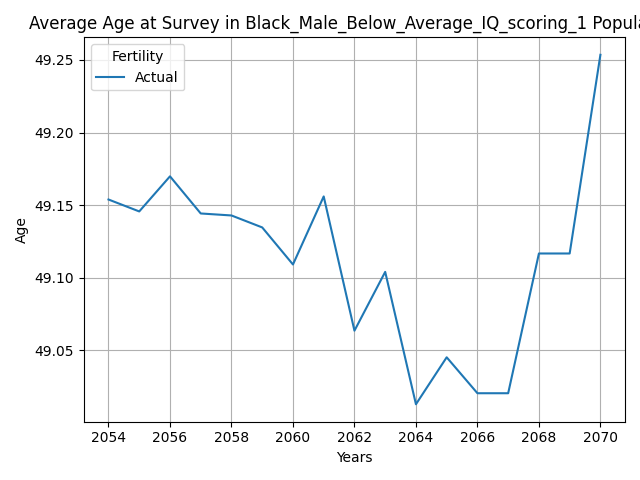 Average Age at Survey in Black_Male_Below_Average_IQ_scoring_1 Popula
Fertility
Actual
49.25
49.20
49.15
49.10
49.05
Age
2054 2056 2058 2060 2062 2064 2066 2068 2070
Years